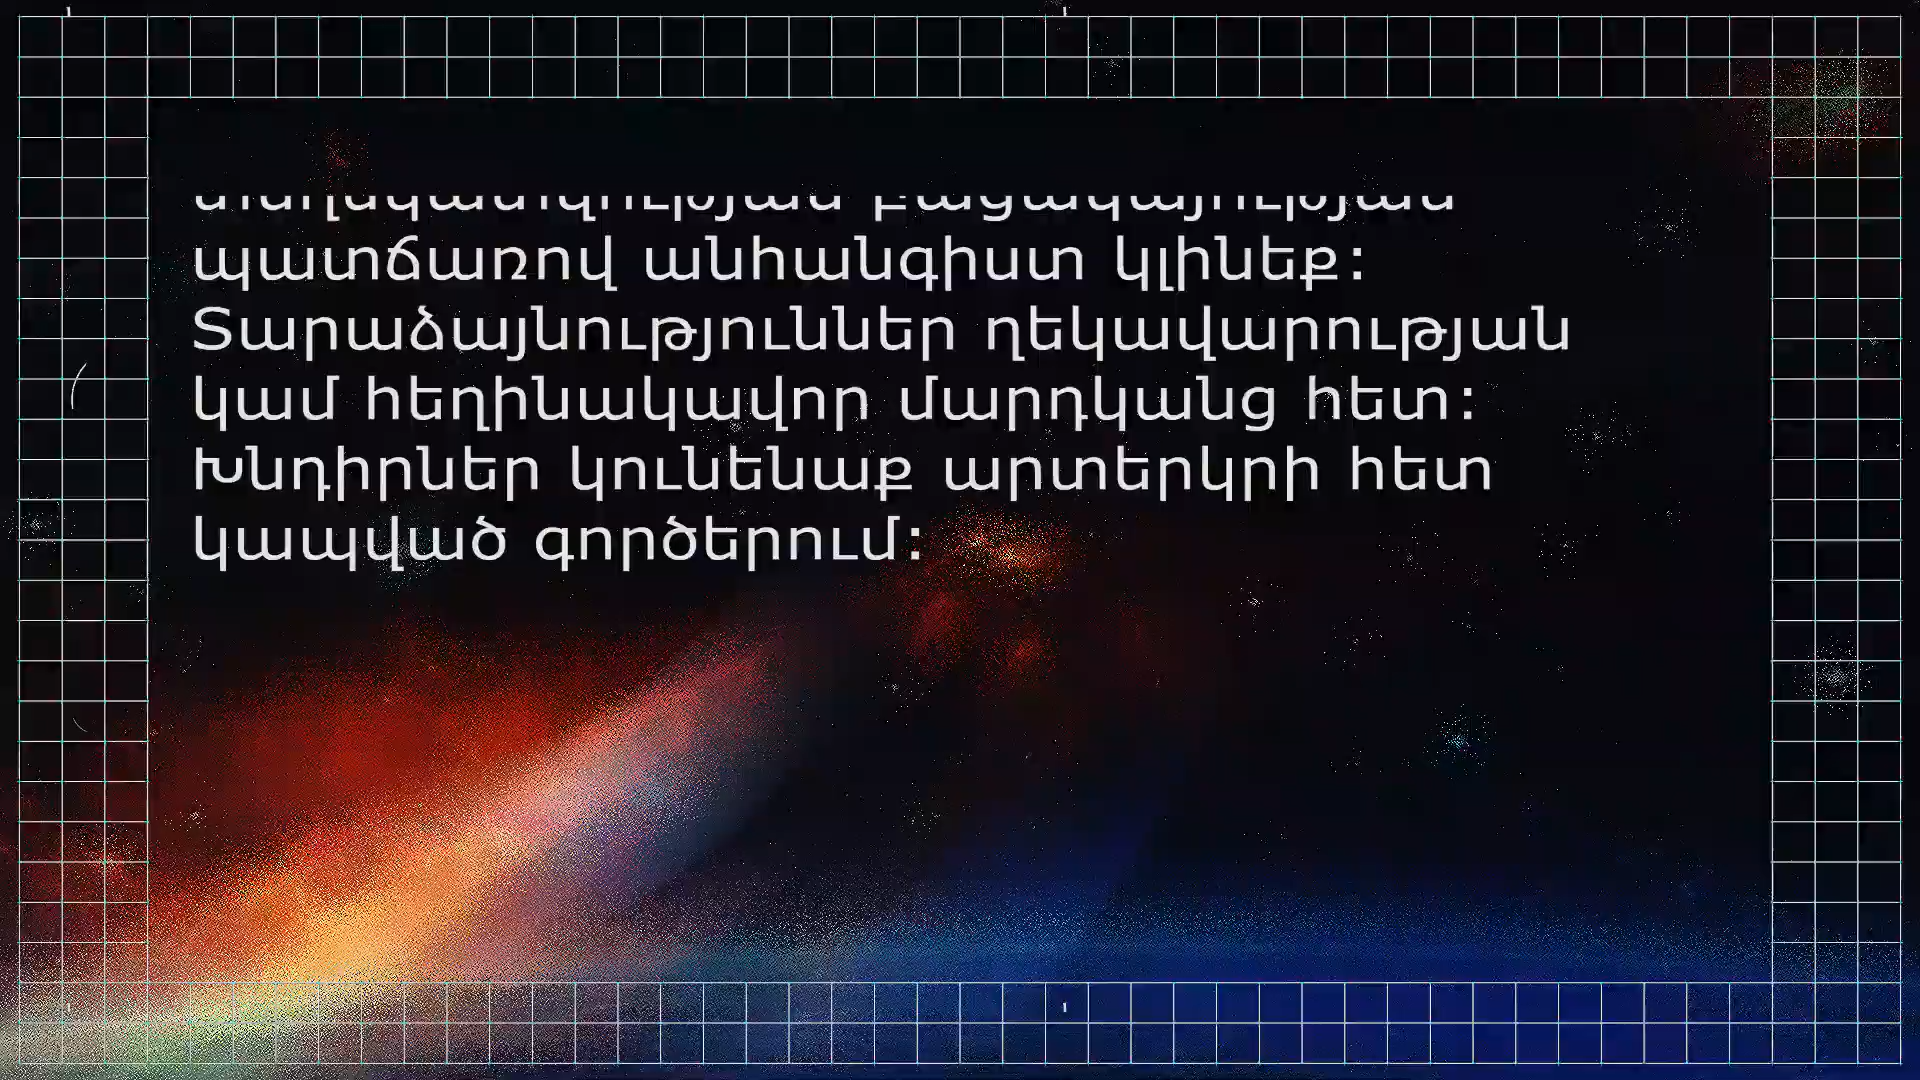 պատճառով անհանգիստ կլինեք:
Տարաձայնություններ ղեկավարության
կամ հեղինակավոր մարդկանց հետ:
Խնդիրներ կունենաք արտերկրի հետ
կապված գործերում: